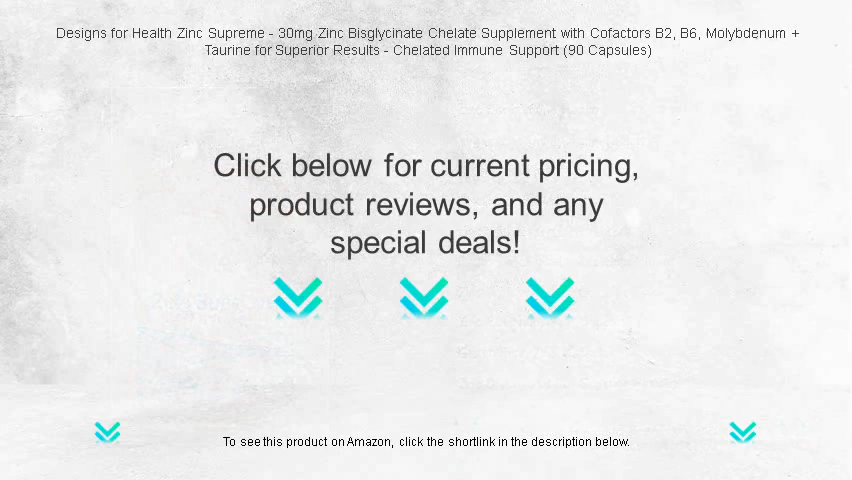 Designs for Health Zinc Supreme - 30mg Zinc Bisglycinate Chelate Supplement with Cofactors B2, B6, Molybdenum +
Taurine for Superior Results - Chelated Immune Support (90 Capsules)
Click below for current pricing,
product reviews, and any
special deals!
To see this product on Amazon, click the shortlink in the description below.